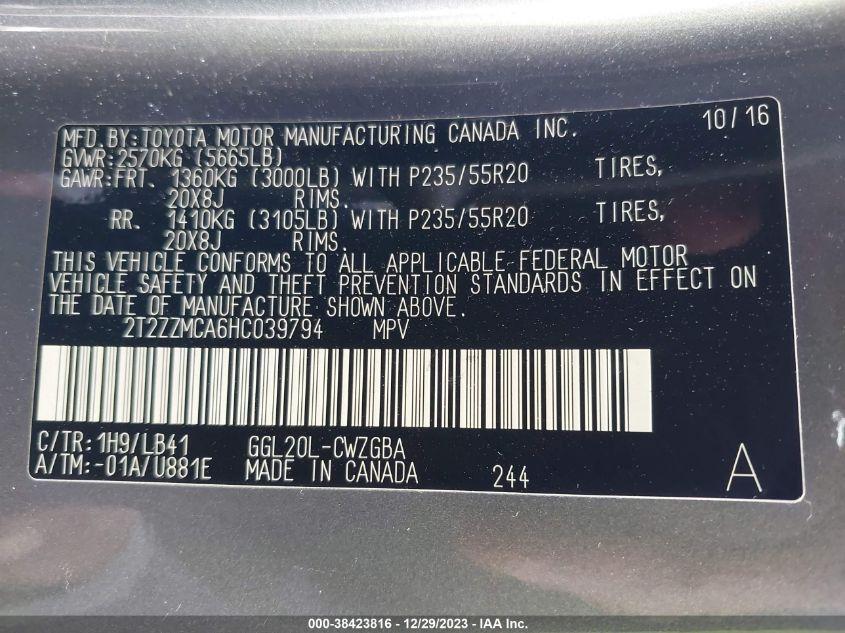 MFD.BY:TOYOTA MOTOR MANUFACTURING CANADA INC. 10/16
GVWR:2570KG (5665LB)
GAWR:FRT. 1360KG (3000LB) WITH P235/55R20 TIRES,
20X8J RIMS.
RR. 1410KG (3105LB) WITH P235/55R20 TIRES,
20X8J RIMS.
THIS VEHICLE CONFORMS TO ALL APPLICABLE FEDERAL MOTOR
VEHICLE SAFETY AND THEFT PREVENTION STANDARDS IN EFFECT ON
THE DATE OF MANUFACTURE SHOWN ABOVE.
2T2ZZMCA6HC039794 MPV
C/TR: 1H9/LB41 GGL20L-CWZGBA
A/TM:-01A/U881E MADE IN CANADA 244 A
000-38423816 - 12/29/2023 - IAA Inc.